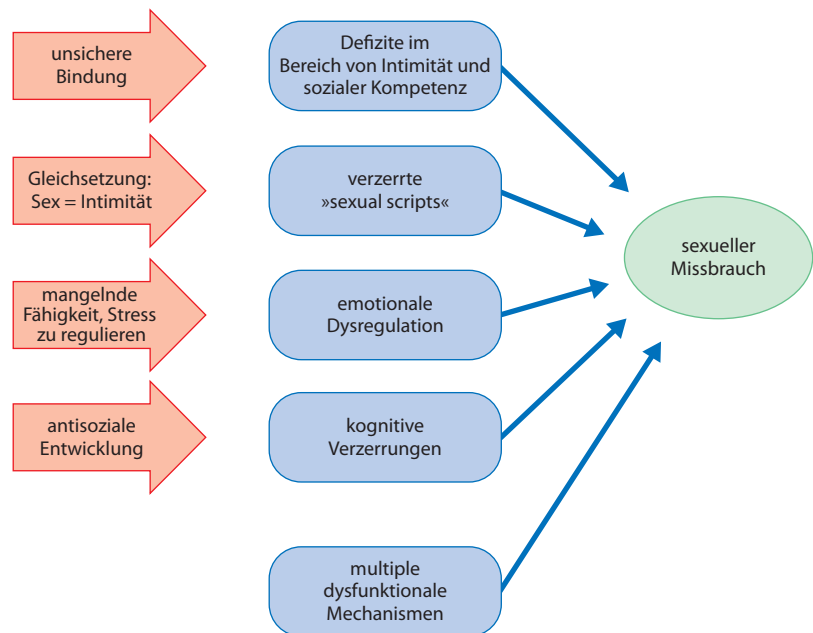 unsichere
Bindung
Defizite im
Bereich von Intimität und
sozialer Kompetenz
Gleichsetzung:
Sex = Intimität
verzerrte
»sexual scripts«
sexueller
Missbrauch
mangelnde
Fähigkeit, Stress
zu regulieren
emotionale
Dysregulation
antisoziale
Entwicklung
kognitive
Verzerrungen
multiple
dysfunktionale
Mechanismen